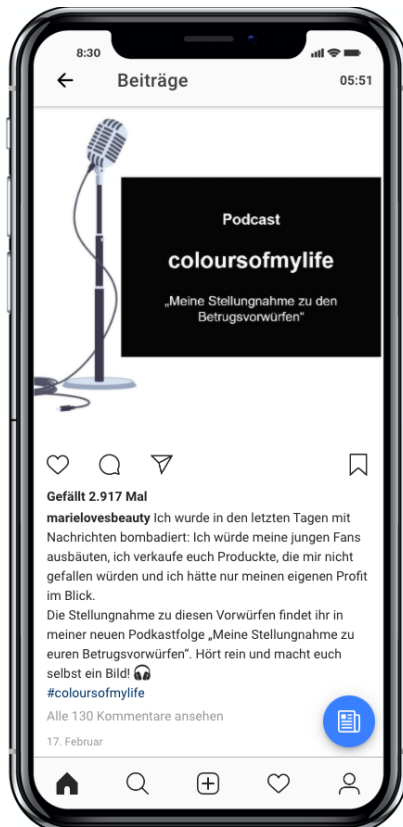 8:30
Beiträge 05:51
Podcast
coloursofmylife
„Meine Stellungnahme zu den
Betrugsvorwürfen“
Gefällt 2.917 Mal
marielovesbeauty Ich wurde in den letzten Tagen mit
Nachrichten bombadiert: Ich würde meine jungen Fans
ausbäuten, ich verkaufe euch Produckte, die mir nicht
gefallen würden und ich hätte nur meinen eigenen Profit
im Blick.
Die Stellungnahme zu diesen Vorwürfen findet ihr in
meiner neuen Podkastfolge „Meine Stellungnahme zu
euren Betrugsvorwürfen“. Hört rein und macht euch
selbst ein Bild! 🎧
#coloursofmylife
Alle 130 Kommentare ansehen
17. Februar